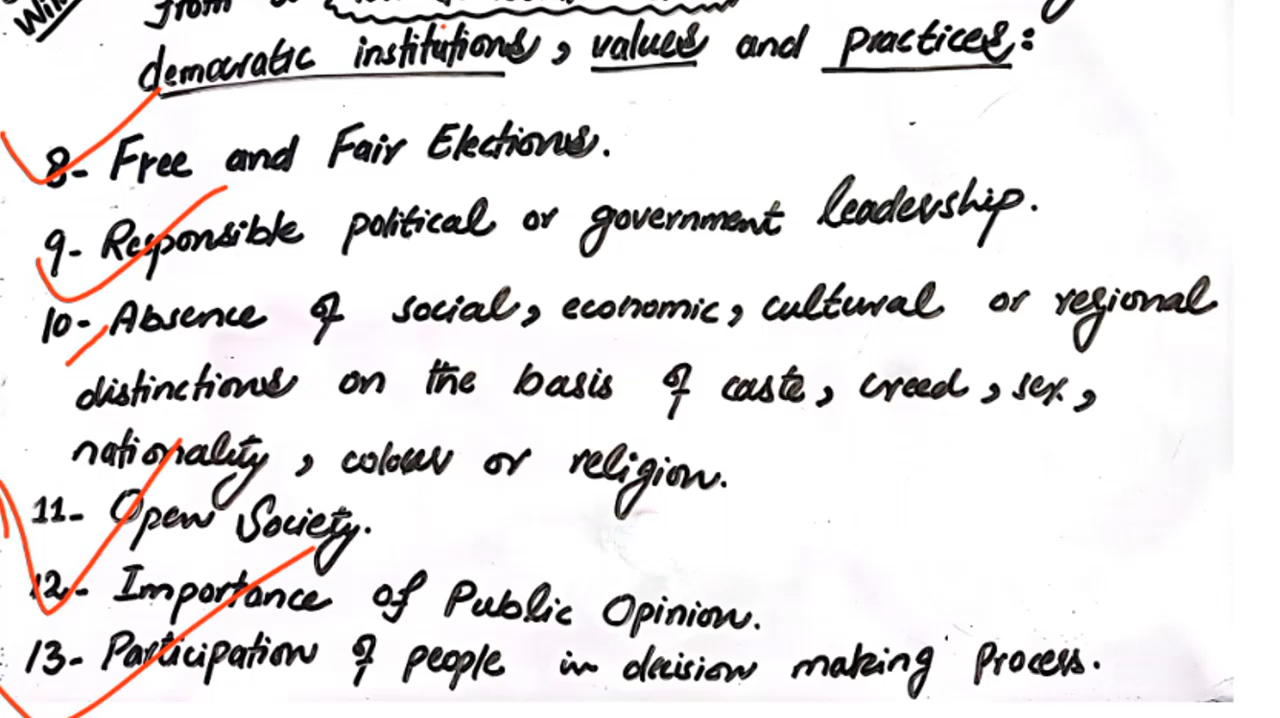 from a
democratic institutions, values and practices:
8- Free and Fair Elections.
9- Responsible political or government leadership.
10- Absence of social, economic, cultural or regional
distinctions on the basis of caste, creed, sex,
nationality, colour or religion.
11- Open Society.
12- Importance of Public Opinion.
13- Participation of people in decision making Process.